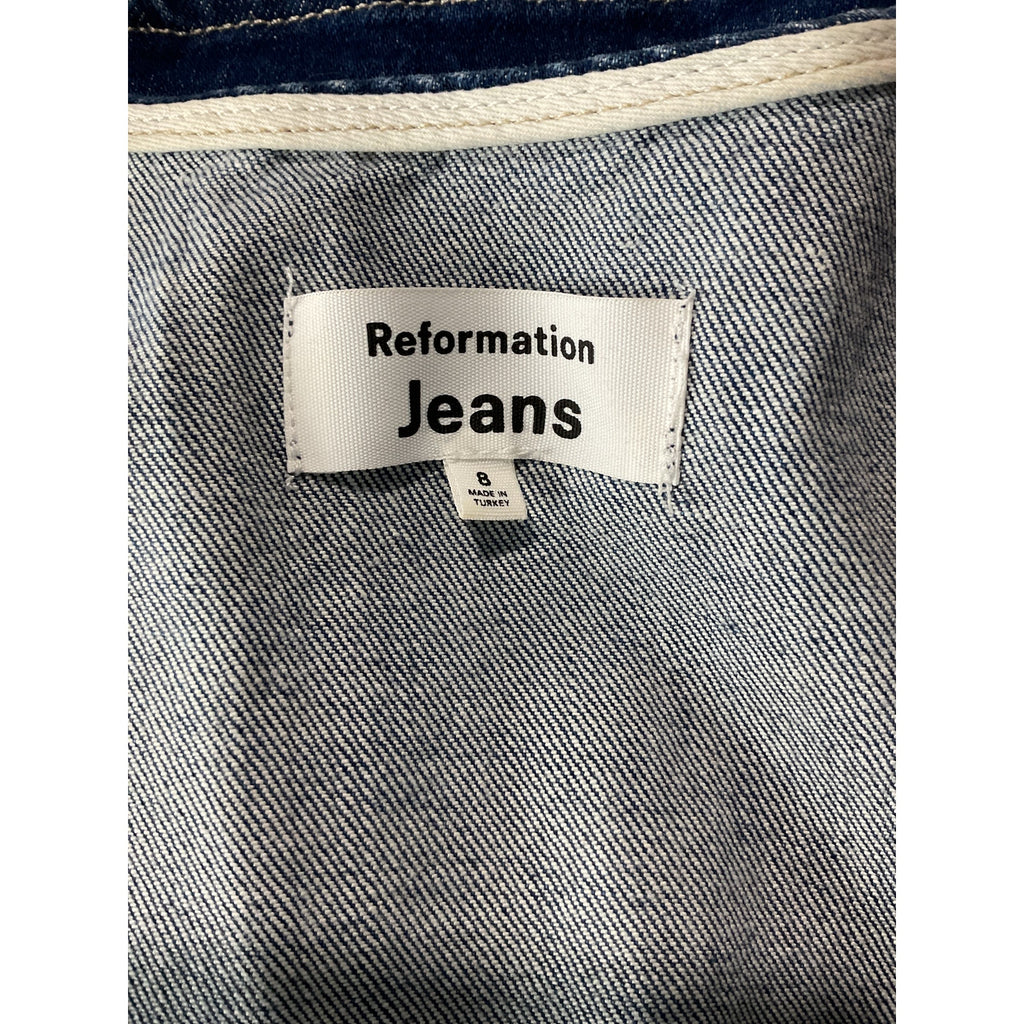 Reformation
Jeans
8
MADE IN
TURKEY